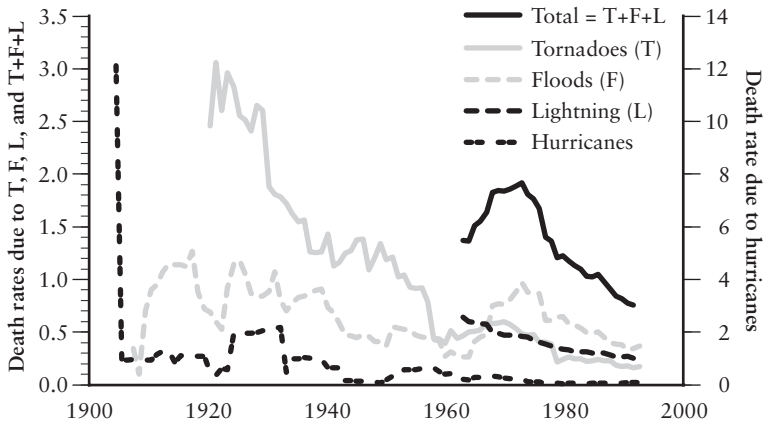 Death rates due to T, F, L, and T+F+L
3.5
3.0
2.5
2.0
1.5
1.0
0.5
0.0
Total = T+F+L
Tornadoes (T)
Floods (F)
Lightning (L)
Hurricanes
14
12
10
8
6
4
2
0
Death rate due to hurricanes
1900 1920 1940 1960 1980 2000